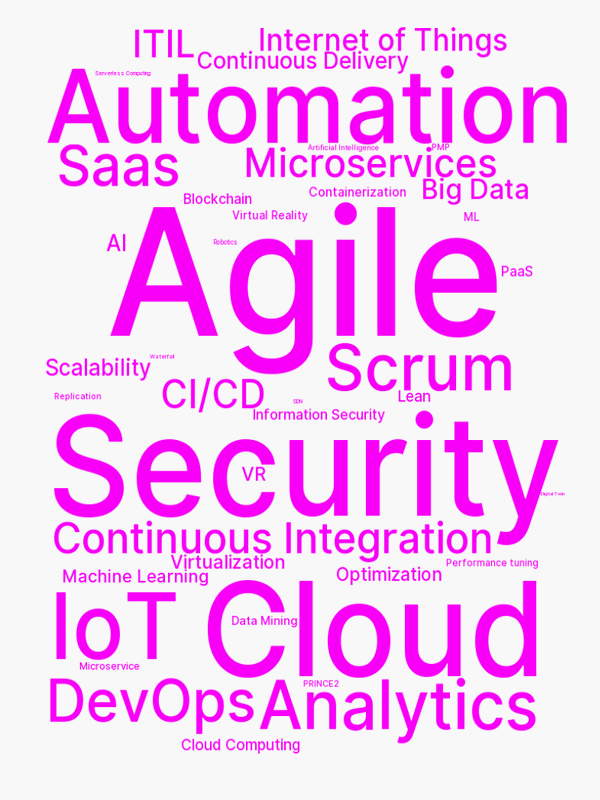 ITIL
Internet of Things
Continuous Delivery
Serverless Computing
Automation
Artificial Intelligence
PMP
Saas
Microservices
Big Data
Containerization
Blockchain
Virtual Reality
ML
AI
Robotics
Agile
PaaS
Scrum
Waterfall
Scalability
CI/CD
Lean
Replication
Information Security
Security
VR
Digital Twin
Continuous Integration
Virtualization
Performance tuning
Machine Learning
Optimization
IoT
Cloud
Data Mining
Microservice
PRINCE2
DevOps
Analytics
Cloud Computing